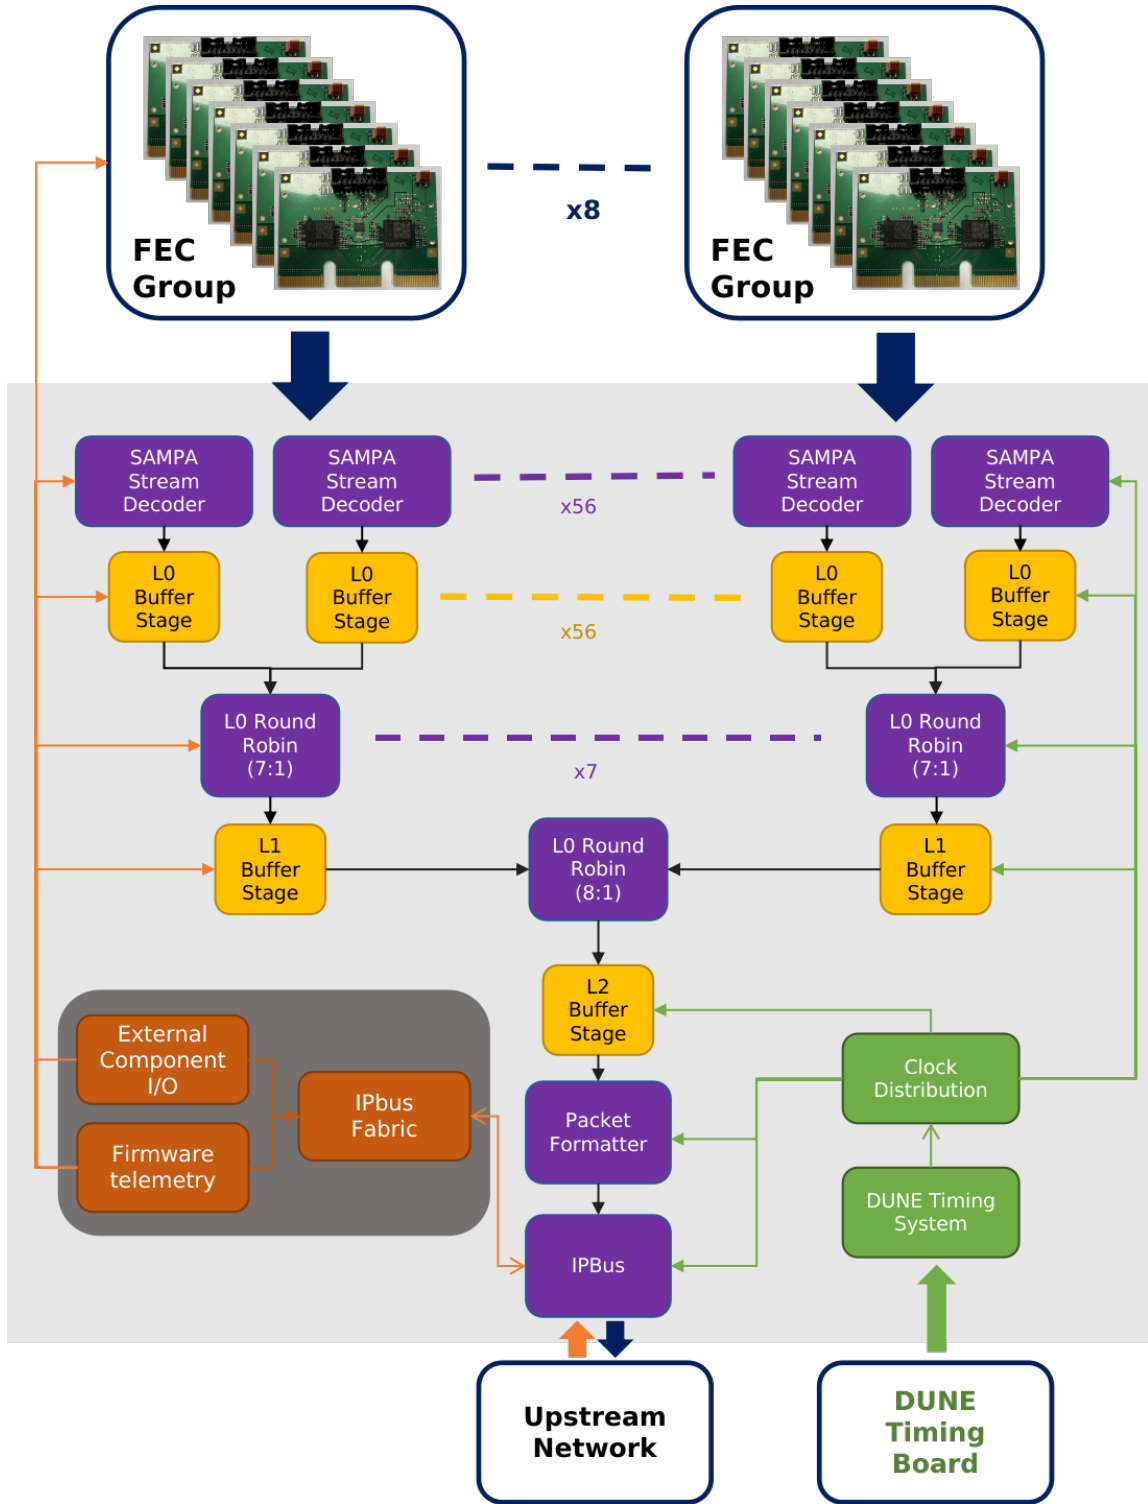 FEC
Group
x8
FEC
Group
SAMPA
Stream
Decoder
SAMPA
Stream
Decoder
x56
SAMPA
Stream
Decoder
SAMPA
Stream
Decoder
L0
Buffer
Stage
L0
Buffer
Stage
x56
L0
Buffer
Stage
L0
Buffer
Stage
L0 Round
Robin
(7:1)
x7
L0 Round
Robin
(7:1)
L1
Buffer
Stage
L0 Round
Robin
(8:1)
L1
Buffer
Stage
L2
Buffer
Stage
External
Component
I/O
IPbus
Fabric
Firmware
telemetry
Packet
Formatter
Clock
Distribution
DUNE Timing
System
IPBus
Upstream
Network
DUNE
Timing
Board